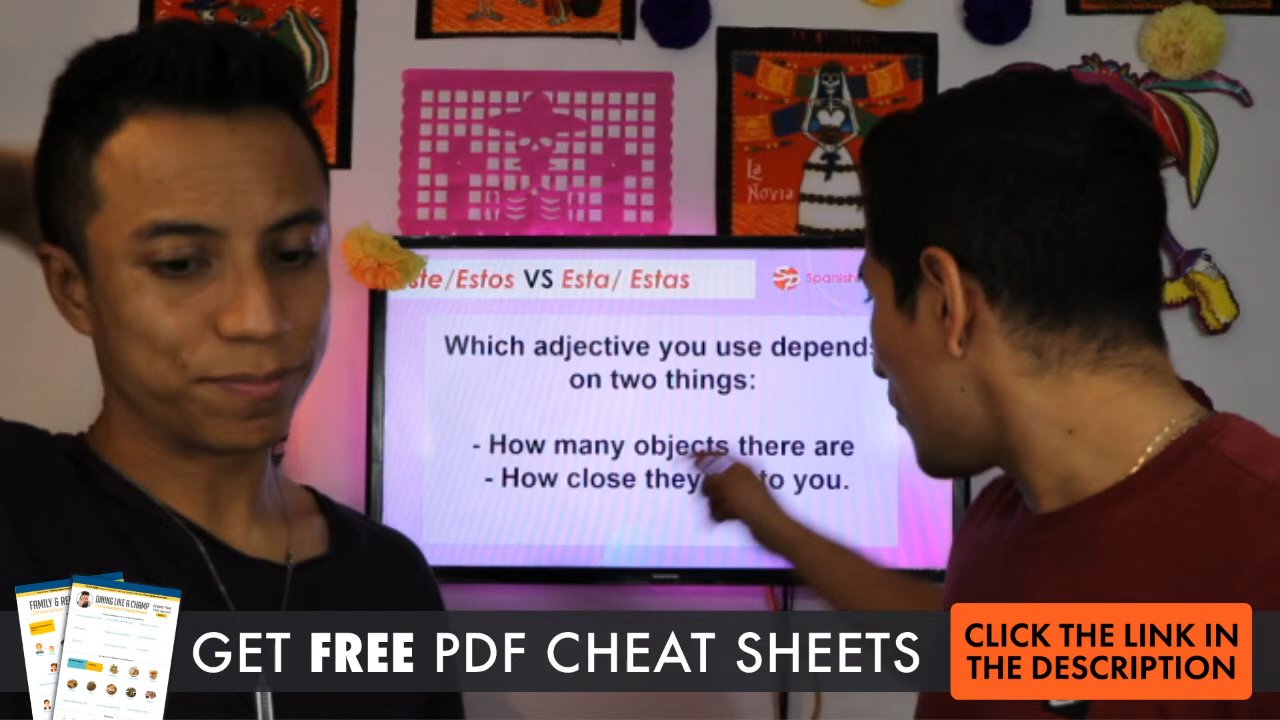 La
Novia
ste/Estos VS Esta/ Estas
Spanish
Which adjective you use depends
on two things:
- How many objects there are
- How close they to you.
FAMILY & RE
DINING LIKE A CHAMP
GET FREE PDF CHEAT SHEETS
CLICK THE LINK IN
THE DESCRIPTION